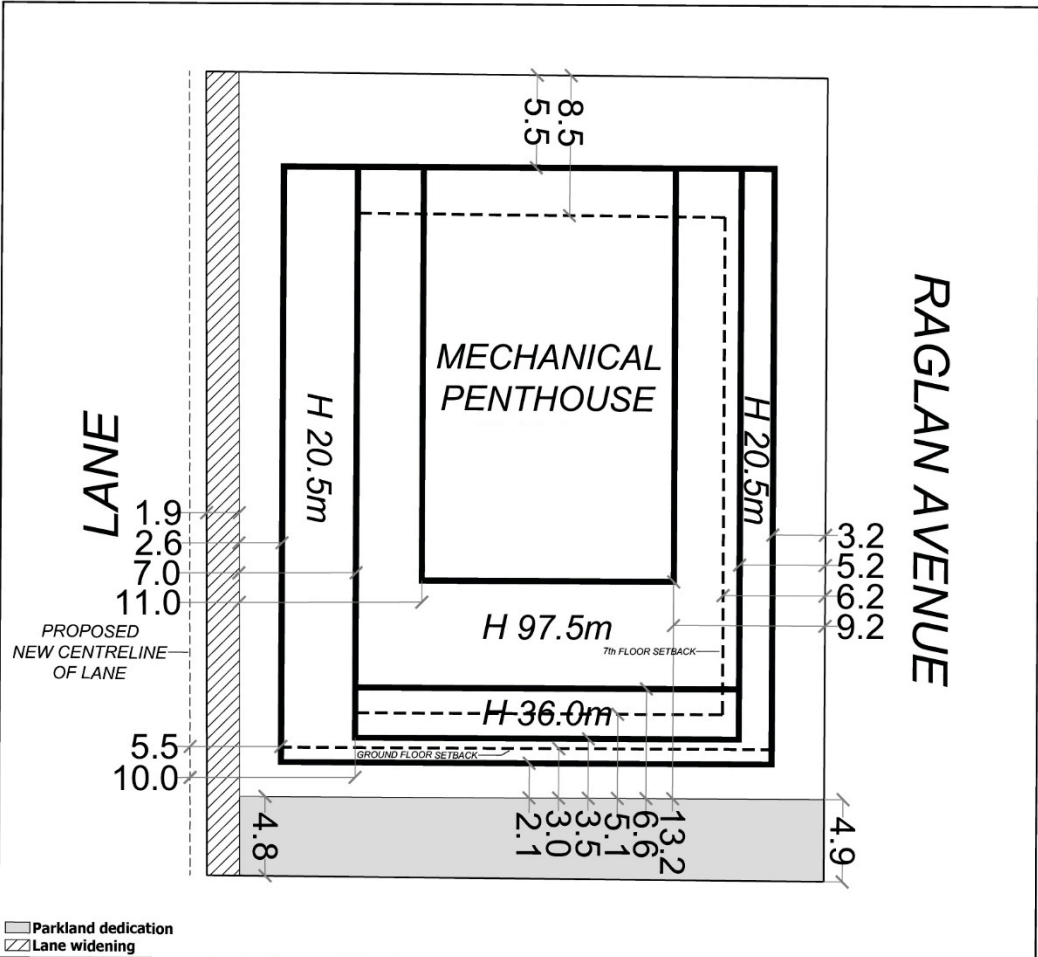 5.5
8.5
MECHANICAL
PENTHOUSE
RAGLAN AVENUE
LANE
H 20.5m
H 20.5m
1.9
2.6
7.0
11.0
3.2
5.2
6.2
9.2
PROPOSED
NEW CENTRELINE
OF LANE
H 97.5m
7th FLOOR SETBACK
H 36.0m
5.5
10.0
GROUND FLOOR SETBACK
4.8
2.1
3.0
3.5
5.1
6.6
13.2
4.9
Parkland dedication
Lane widening